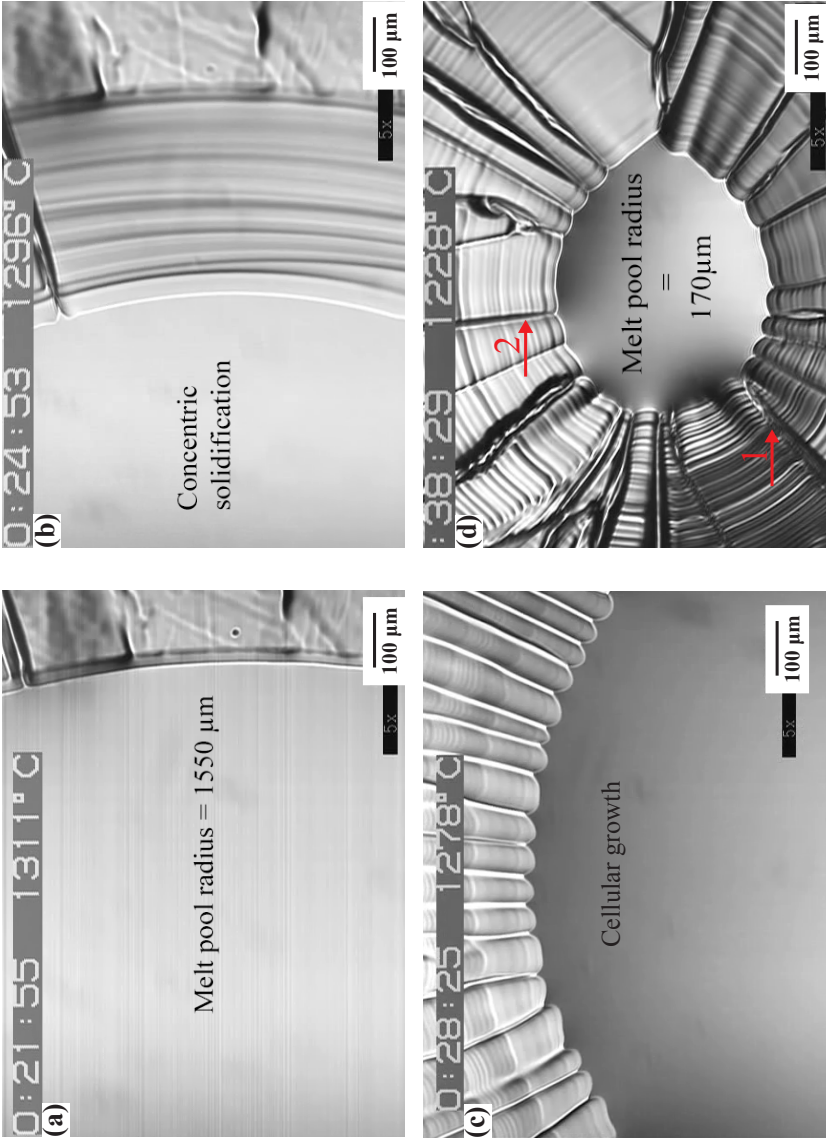 (a)
0:21:55 1311° C
Melt pool radius = 1550 µm
5x
100 µm
(b)
0:24:53 1296° C
Concentric
solidification
5x
100 µm
(c)
0:28:25 1278° C
Cellular growth
5x
100 µm
(d)
:38:29 1228° C
Melt pool radius
=
170µm
1
2
5x
100 µm